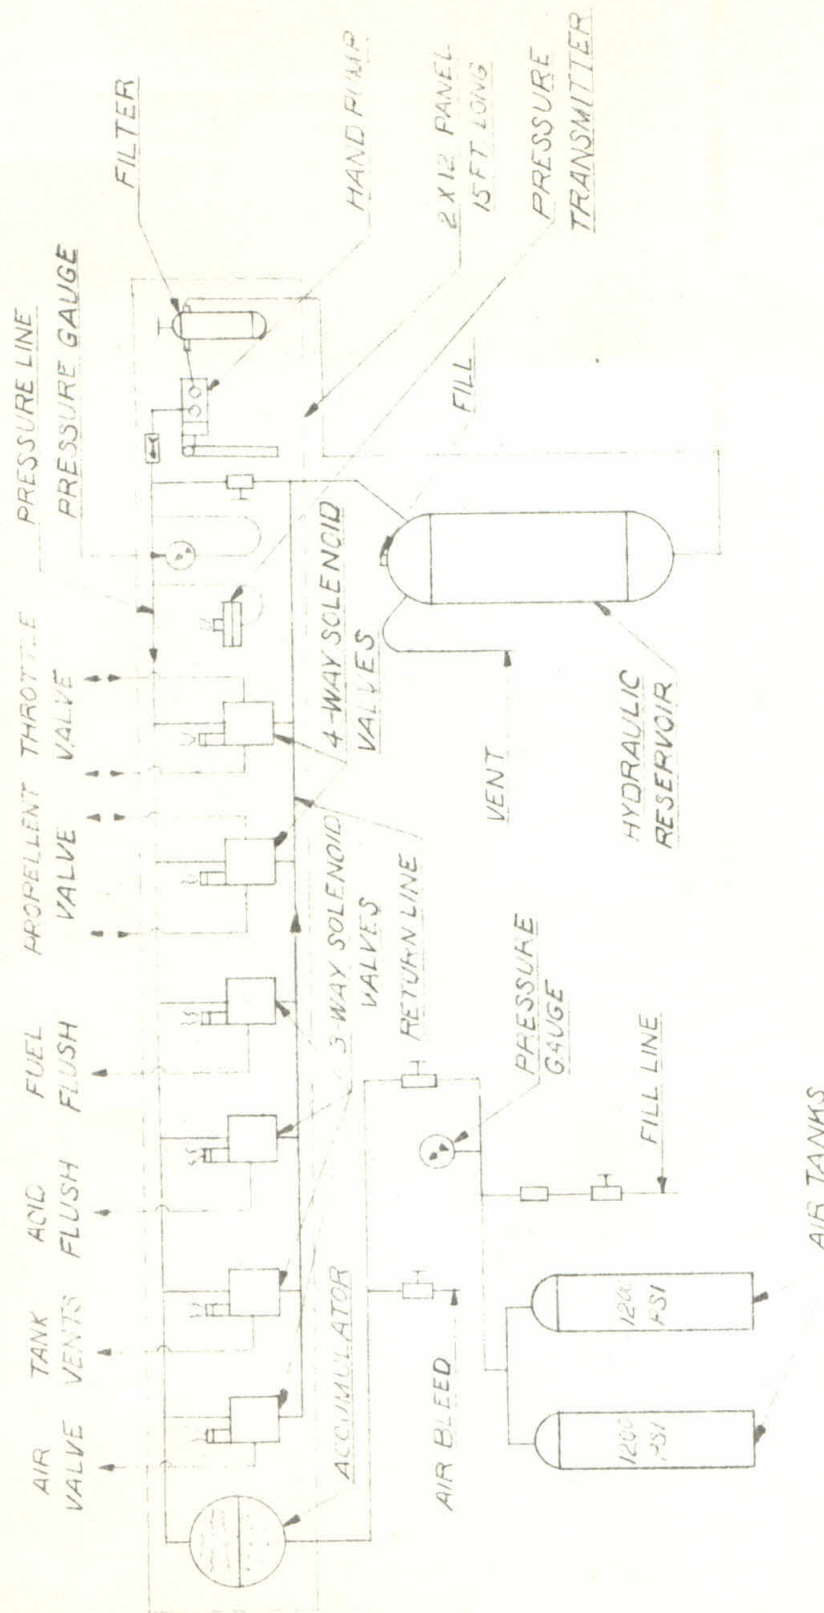 PRESSURE LINE
PRESSURE GAUGE
FILTER
HAND PUMP
2 X 12 PANEL
15 FT LONG
PRESSURE
TRANSMITTER
AIR
VALVE
TANK
VENTS
ACID
FLUSH
FUEL
FLUSH
PROPELLENT
VALVE
THROTTLE
VALVE
4-WAY SOLENOID
VALVES
3-WAY SOLENOID
VALVES
RETURN LINE
ACCUMULATOR
FILL
VENT
HYDRAULIC
RESERVOIR
PRESSURE
GAUGE
AIR BLEED
FILL LINE
1200
PSI
1200
PSI
AIR TANKS